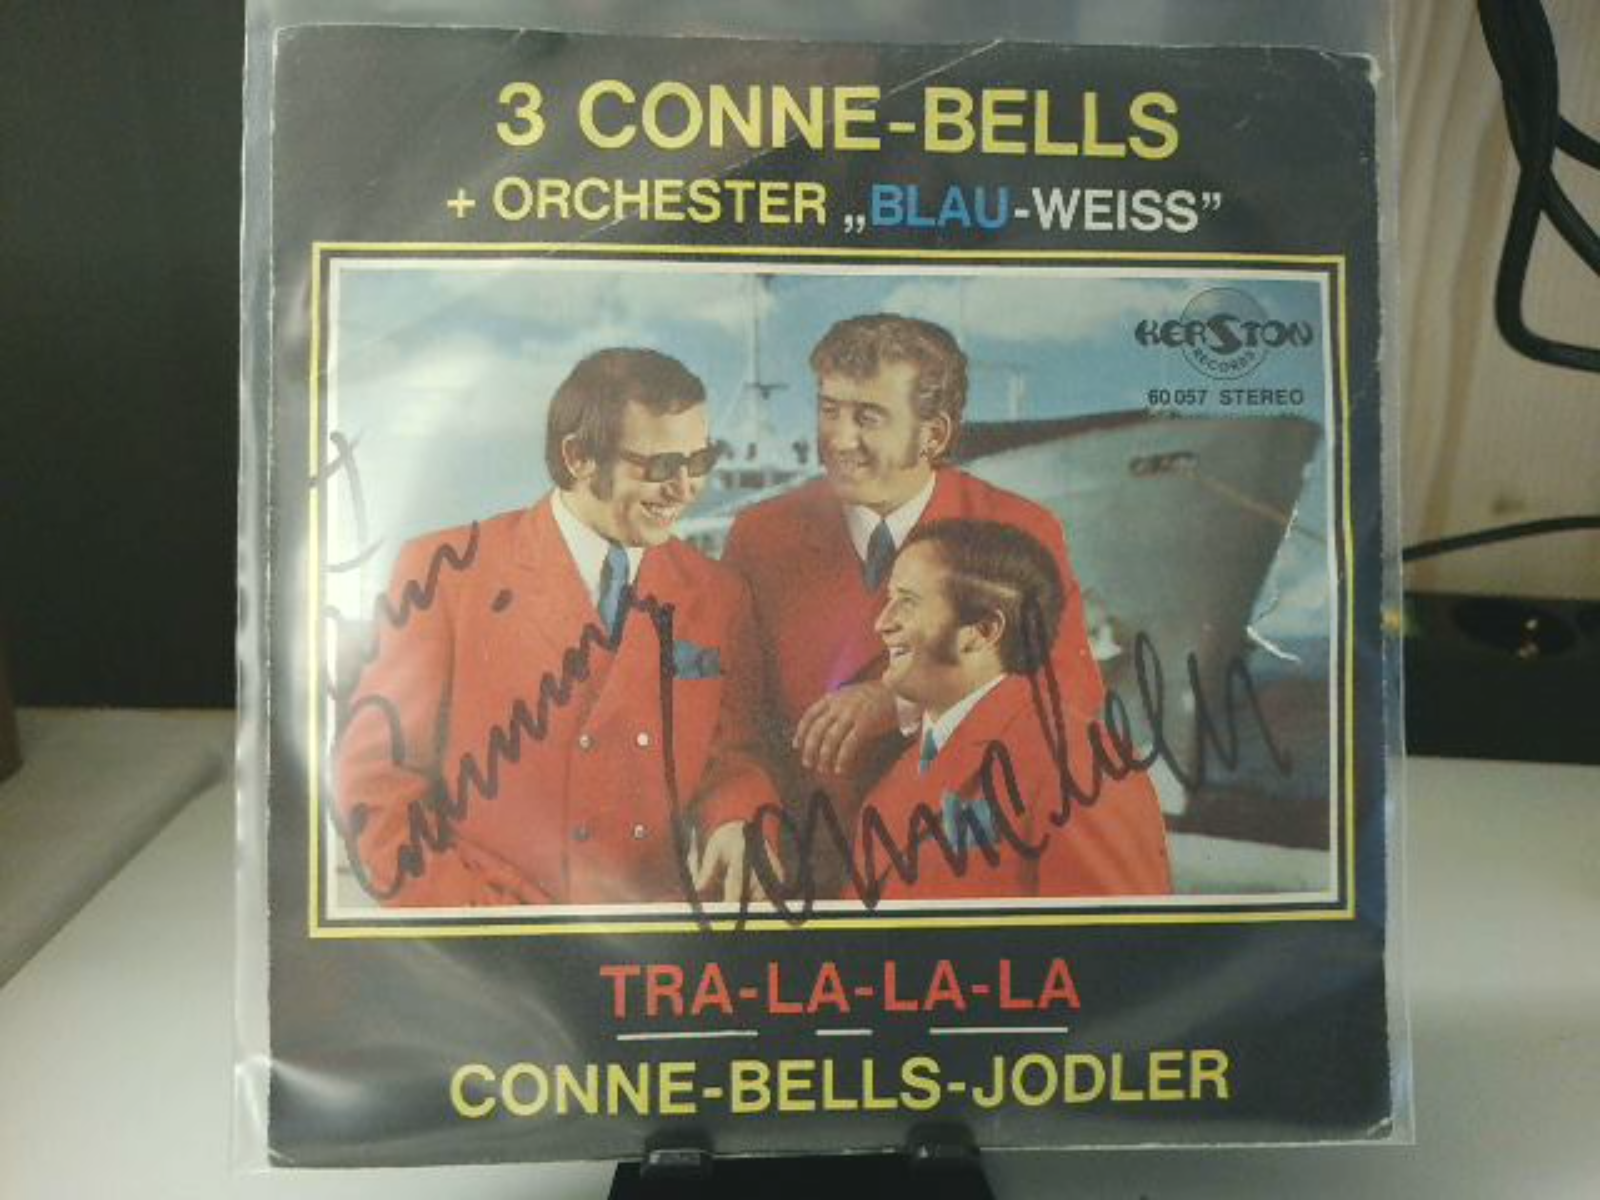 3 CONNE-BELLS
+ ORCHESTER „BLAU-WEISS”
KERSTON
RECORDS
60 057 STEREO
TRA-LA-LA-LA
CONNE-BELLS-JODLER